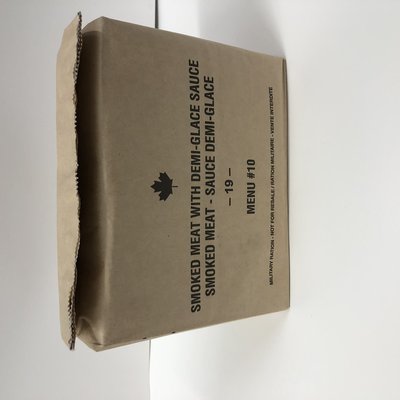 SMOKED MEAT WITH DEMI-GLACE SAUCE
SMOKED MEAT - SAUCE DEMI-GLACE
- 19 -
MENU #10
MILITARY RATION - NOT FOR RESALE / RATION MILITAIRE - VENTE INTERDITE